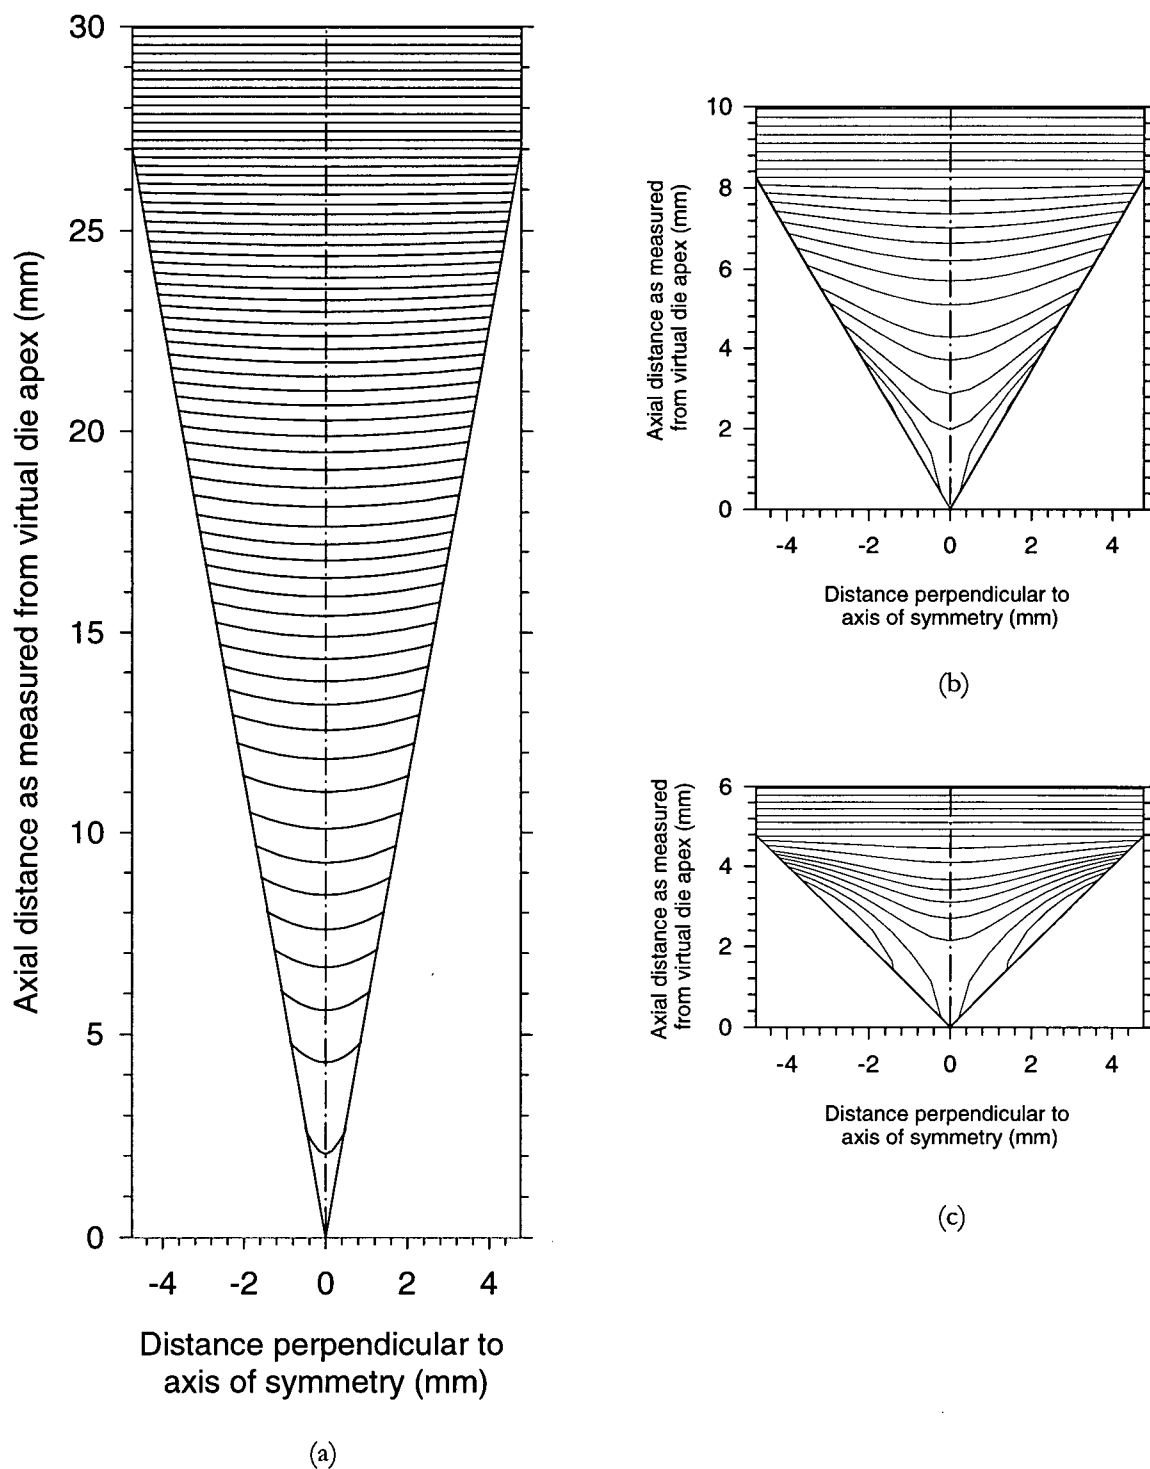 30
25
20
15
10
5
0
Axial distance as measured from virtual die apex (mm)
-4 -2 0 2 4
Distance perpendicular to
axis of symmetry (mm)
(a)
10
8
6
4
2
0
Axial distance as measured
from virtual die apex (mm)
-4 -2 0 2 4
Distance perpendicular to
axis of symmetry (mm)
(b)
6
4
2
0
Axial distance as measured
from virtual die apex (mm)
-4 -2 0 2 4
Distance perpendicular to
axis of symmetry (mm)
(c)